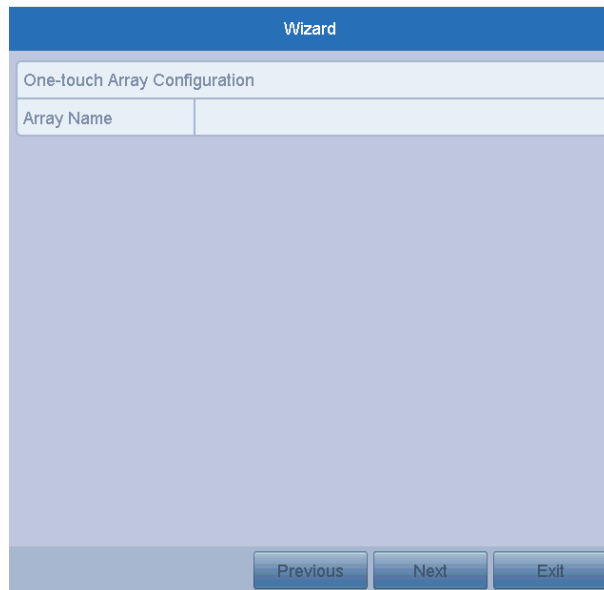 Wizard
One-touch Array Configuration
Array Name
Previous Next Exit